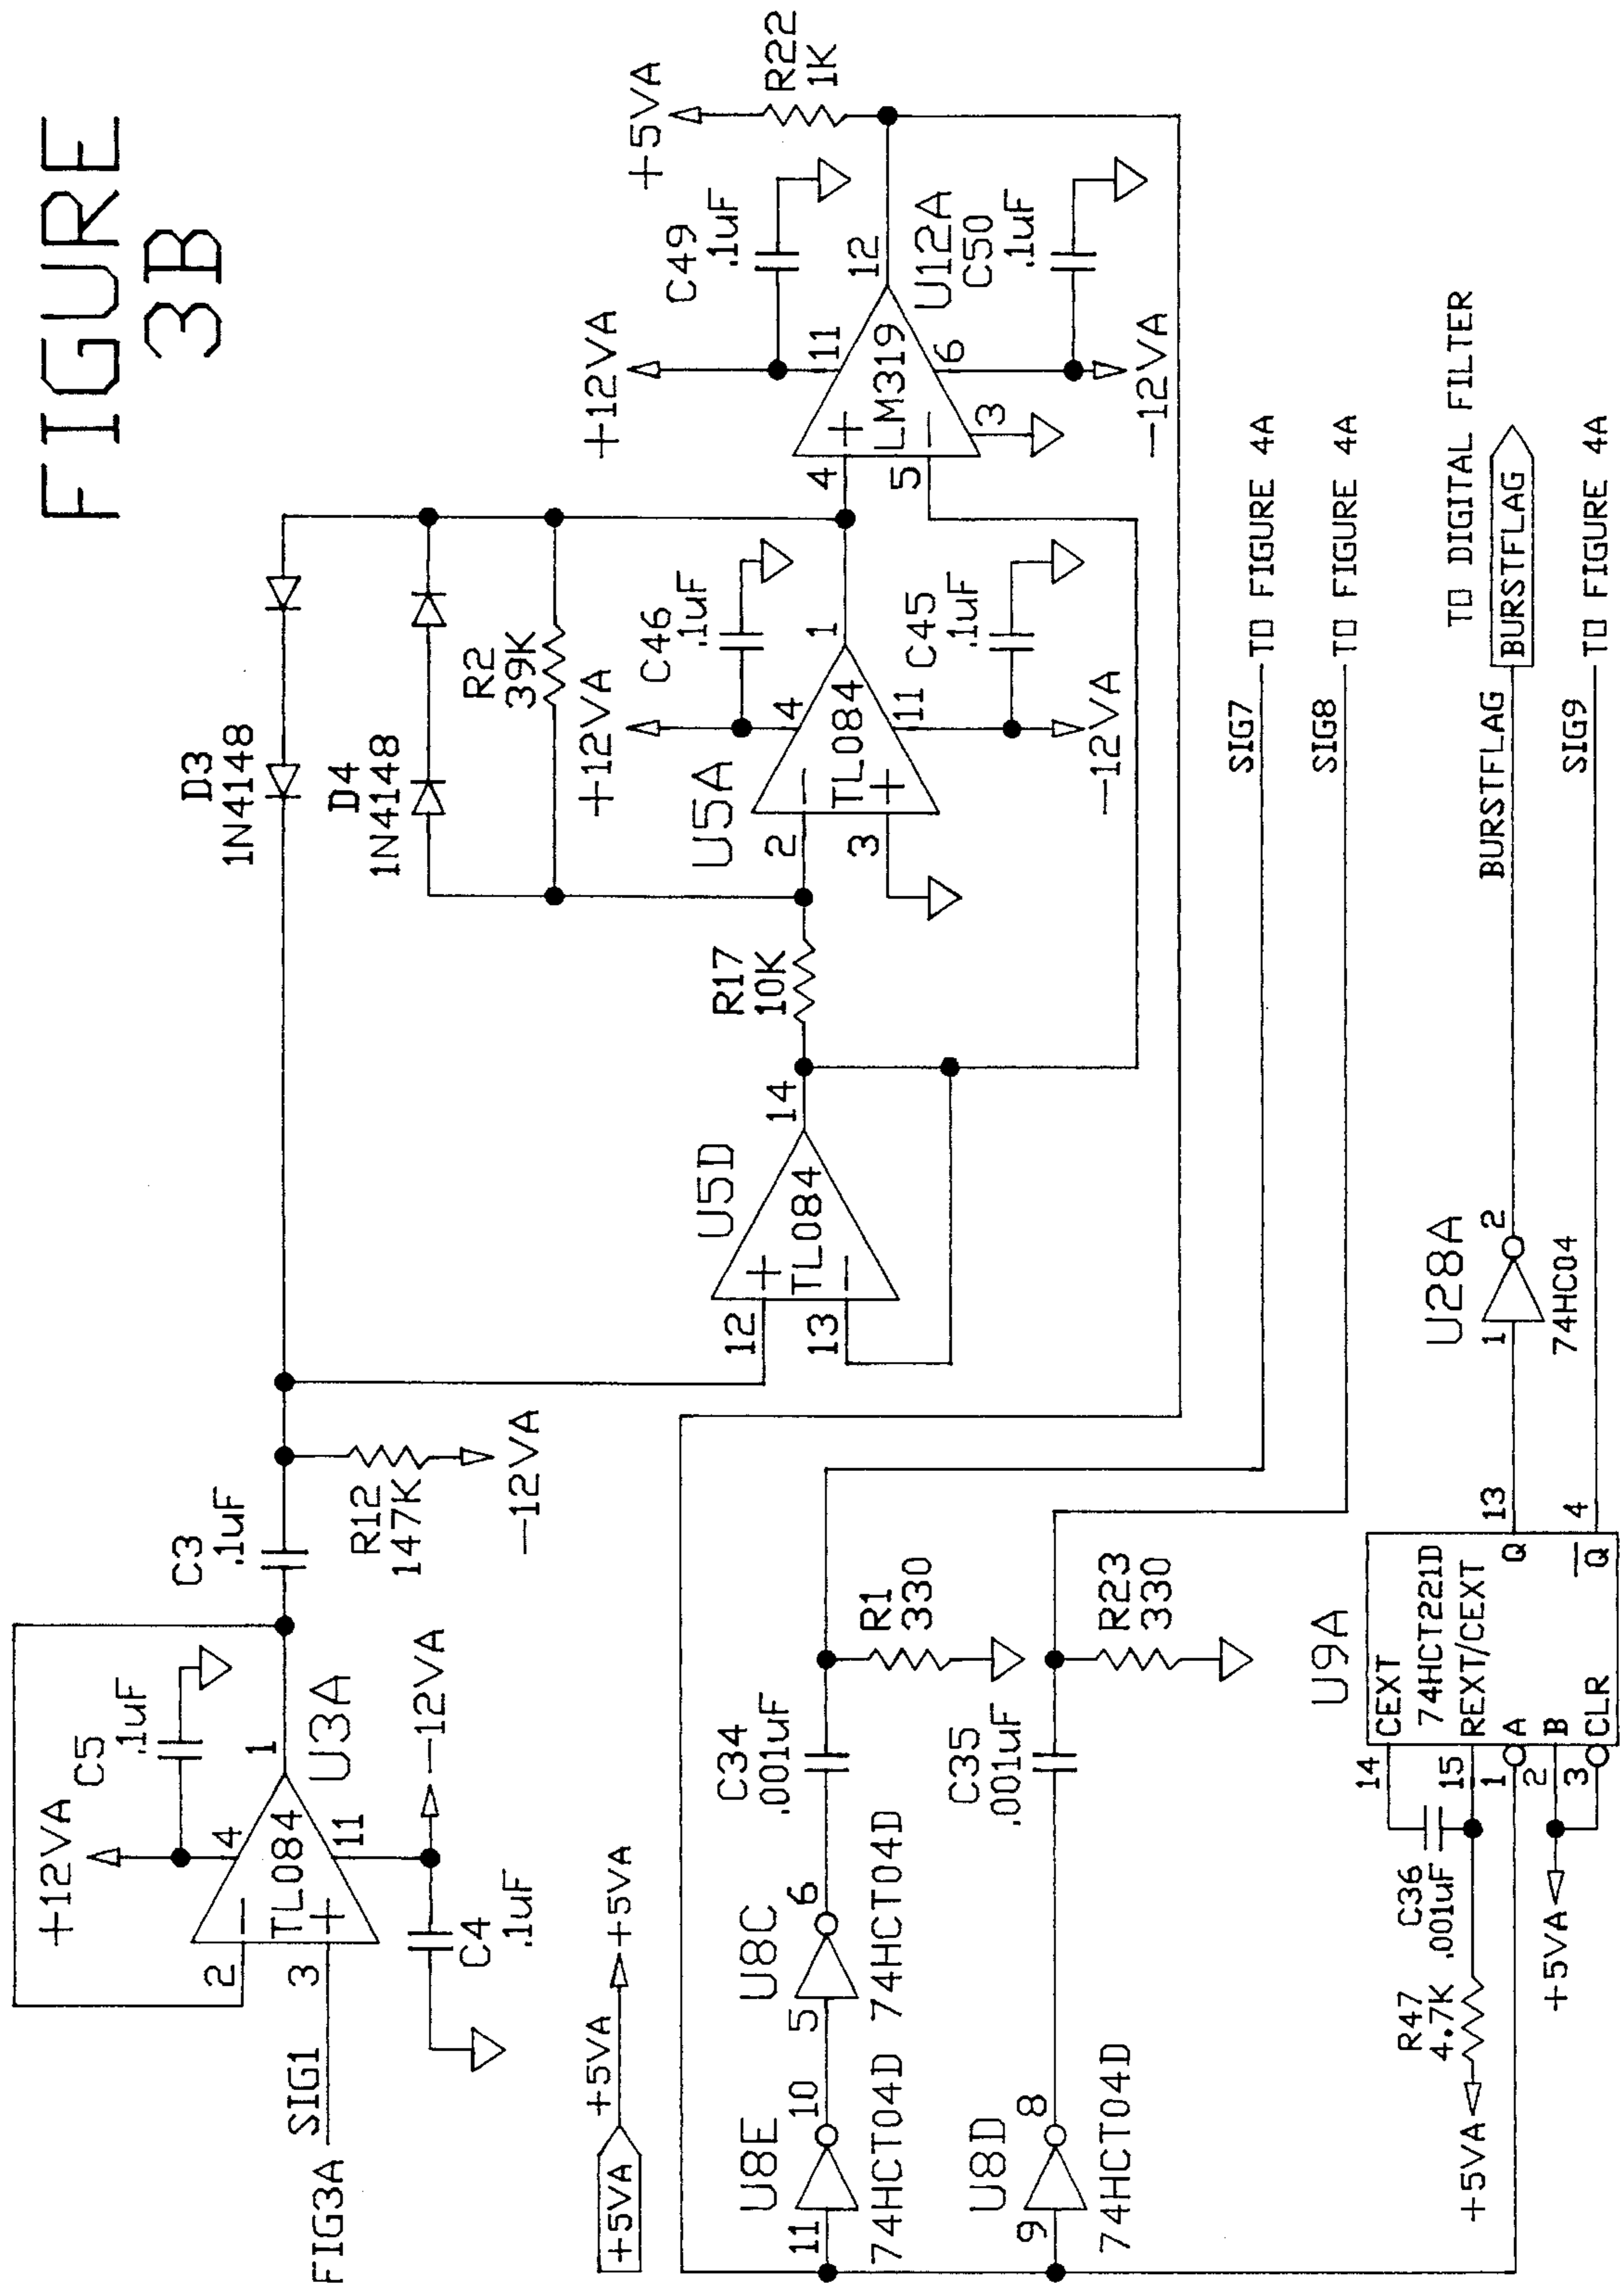 FIGURE
3B
+12VA
C5
.1uF
2
4
1
TL084
3
11
U3A
SIG1
FIG3A
C4
.1uF
-12VA
C3
.1uF
R12
147K
-12VA
D3
1N4148
D4
1N4148
R2
39K
U5D
12
13
14
TL084
R17
10K
U5A
+12VA
C46
.1uF
2
3
4
1
TL084
11
C45
.1uF
-12VA
+12VA
C49
.1uF
+5VA
R22
1K
4
5
11
12
LM319
U12A
6
3
C50
.1uF
-12VA
+5VA
+5VA
+5VA
U8E
11
10
74HCT04D
U8C
5
6
74HCT04D
C34
.001uF
R1
330
SIG7
TO FIGURE 4A
U8D
9
8
74HCT04D
C35
.001uF
R23
330
SIG8
TO FIGURE 4A
U9A
14
CEXT
74HCT221D
C36
.001uF
15
REXT/CEXT
R47
4.7K
+5VA
1
A
2
B
3
CLR
+5VA
Q
13
Q
4
U28A
1
2
74HC04
BURSTFLAG
BURSTFLAG
TO DIGITAL FILTER
SIG9
TO FIGURE 4A